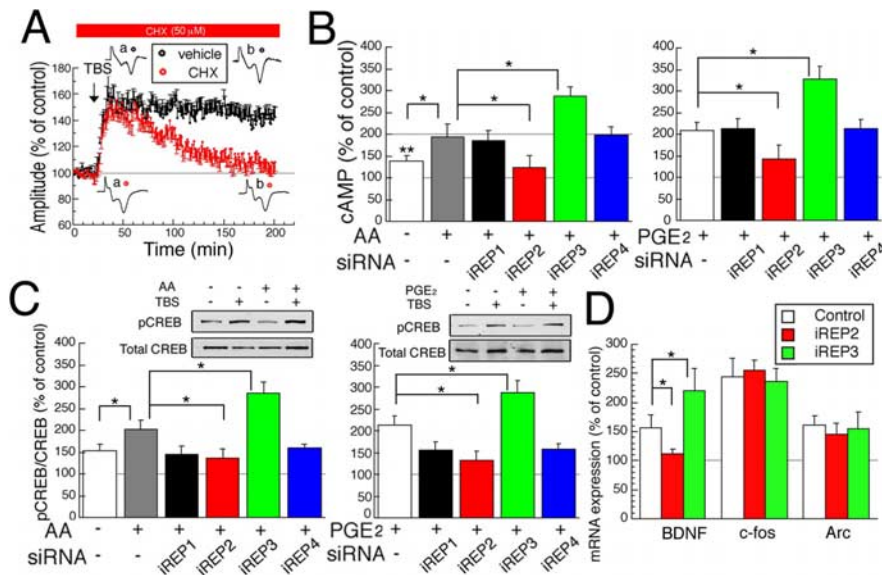 A
CHX (50 μM)
a
b
vehicle
CHX
TBS
Amplitude (% of control)
180
160
140
120
100
80
60
a
b
0 50 100 150 200
Time (min)
B
cAMP (% of control)
400
350
300
250
200
150
100
50
0
*
*
*
**
AA - + + + + +
siRNA - - iREP1 iREP2 iREP3 iREP4
400
350
300
250
200
150
100
50
0
*
*
PGE2 + + + + +
siRNA - iREP1 iREP2 iREP3 iREP4
C
AA - - + +
TBS - + - +
pCREB
Total CREB
pCREB/CREB (% of control)
400
350
300
250
200
150
100
50
0
*
*
*
AA - + + + + +
siRNA - - iREP1 iREP2 iREP3 iREP4
PGE2 - - + +
TBS - + - +
pCREB
Total CREB
400
350
300
250
200
150
100
50
0
*
*
PGE2 + + + + +
siRNA - iREP1 iREP2 iREP3 iREP4
D
Control
iREP2
iREP3
mRNA expression (% of control)
300
250
200
150
100
50
0
*
*
BDNF c-fos Arc